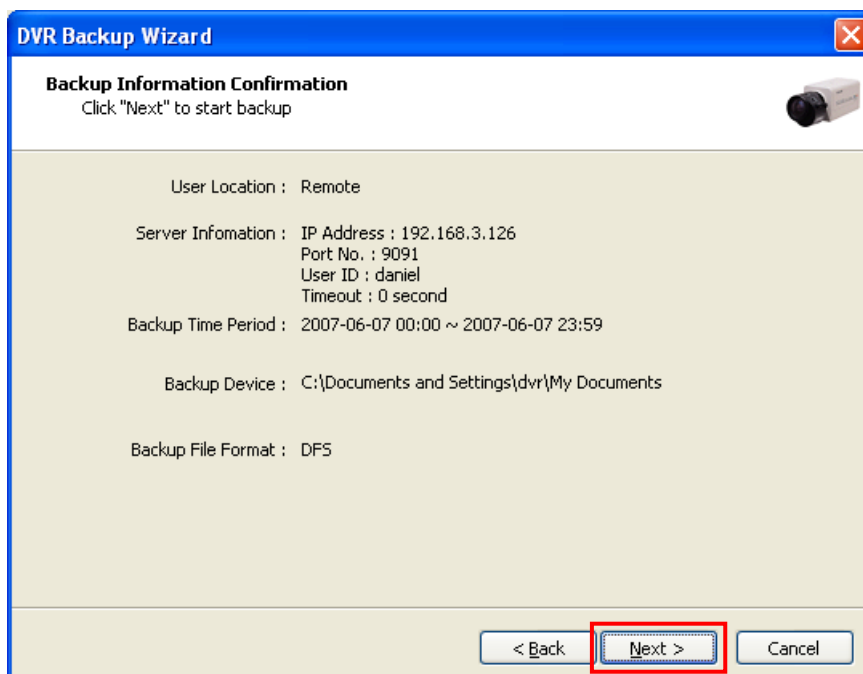 DVR Backup Wizard
Backup Information Confirmation
Click "Next" to start backup
User Location : Remote
Server Infomation : IP Address : 192.168.3.126
Port No. : 9091
User ID : daniel
Timeout : 0 second
Backup Time Period : 2007-06-07 00:00 ~ 2007-06-07 23:59
Backup Device : C:\Documents and Settings\dvr\My Documents
Backup File Format : DFS
< Back Next > Cancel